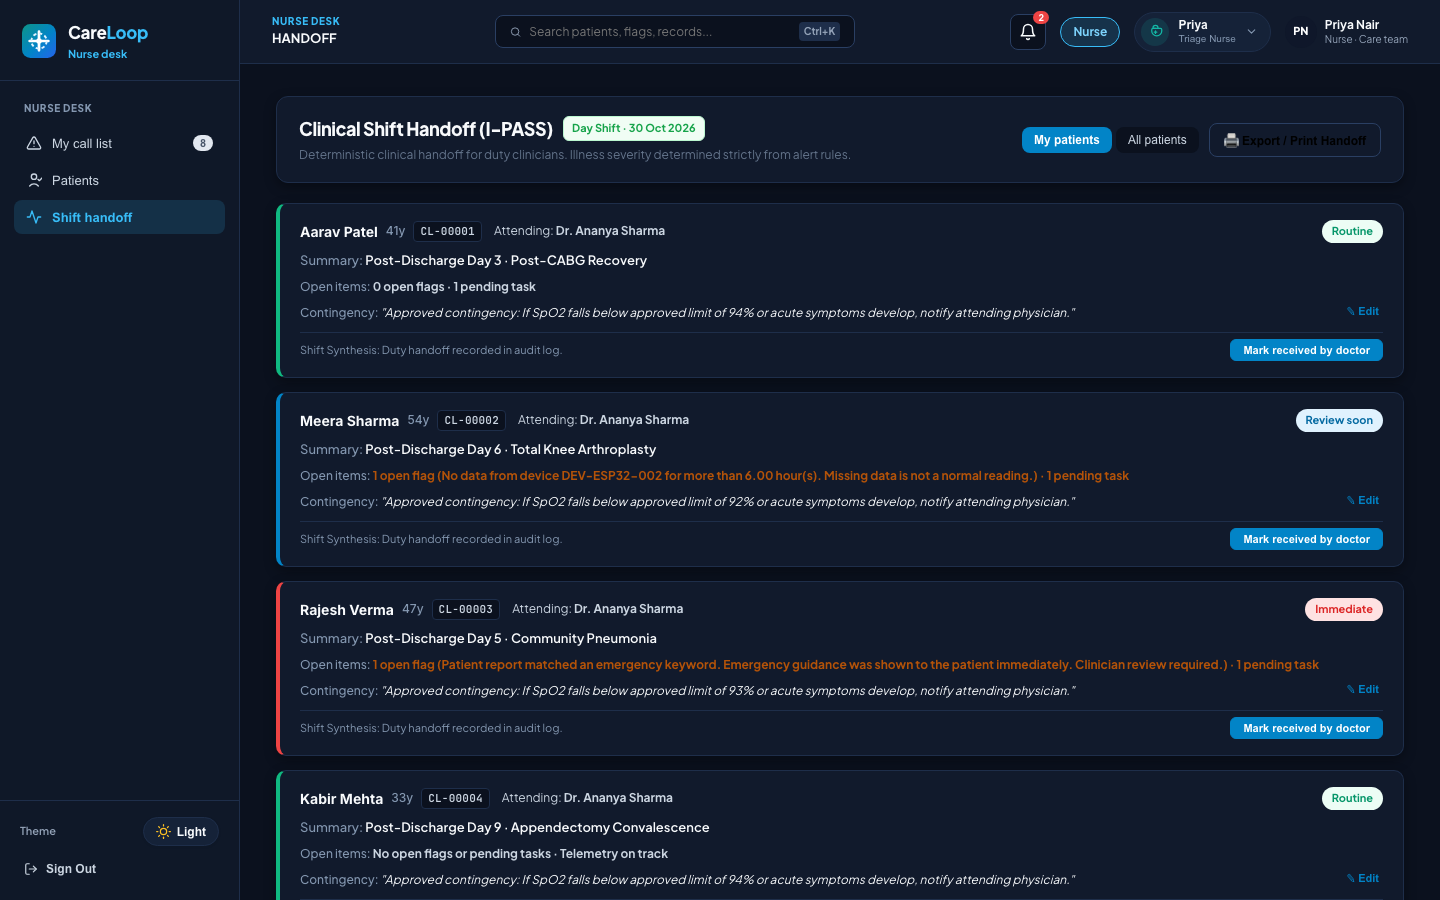 CareLoop
Nurse desk
NURSE DESK
My call list 8
Patients
Shift handoff
Theme Light
Sign Out
NURSE DESK
HANDOFF
Search patients, flags, records... Ctrl+K
2
Nurse
Priya
Triage Nurse
PN
Priya Nair
Nurse · Care team
Clinical Shift Handoff (I-PASS) Day Shift · 30 Oct 2026
Deterministic clinical handoff for duty clinicians. Illness severity determined strictly from alert rules.
My patients All patients Export / Print Handoff
Aarav Patel 41y CL-00001 Attending: Dr. Ananya Sharma Routine
Summary: Post-Discharge Day 3 · Post-CABG Recovery
Open items: 0 open flags · 1 pending task
Contingency: "Approved contingency: If SpO2 falls below approved limit of 94% or acute symptoms develop, notify attending physician." ✎ Edit
Shift Synthesis: Duty handoff recorded in audit log. Mark received by doctor
Meera Sharma 54y CL-00002 Attending: Dr. Ananya Sharma Review soon
Summary: Post-Discharge Day 6 · Total Knee Arthroplasty
Open items: 1 open flag (No data from device DEV-ESP32-002 for more than 6.00 hour(s). Missing data is not a normal reading.) · 1 pending task
Contingency: "Approved contingency: If SpO2 falls below approved limit of 92% or acute symptoms develop, notify attending physician." ✎ Edit
Shift Synthesis: Duty handoff recorded in audit log. Mark received by doctor
Rajesh Verma 47y CL-00003 Attending: Dr. Ananya Sharma Immediate
Summary: Post-Discharge Day 5 · Community Pneumonia
Open items: 1 open flag (Patient report matched an emergency keyword. Emergency guidance was shown to the patient immediately. Clinician review required.) · 1 pending task
Contingency: "Approved contingency: If SpO2 falls below approved limit of 93% or acute symptoms develop, notify attending physician." ✎ Edit
Shift Synthesis: Duty handoff recorded in audit log. Mark received by doctor
Kabir Mehta 33y CL-00004 Attending: Dr. Ananya Sharma Routine
Summary: Post-Discharge Day 9 · Appendectomy Convalescence
Open items: No open flags or pending tasks · Telemetry on track
Contingency: "Approved contingency: If SpO2 falls below approved limit of 94% or acute symptoms develop, notify attending physician." ✎ Edit